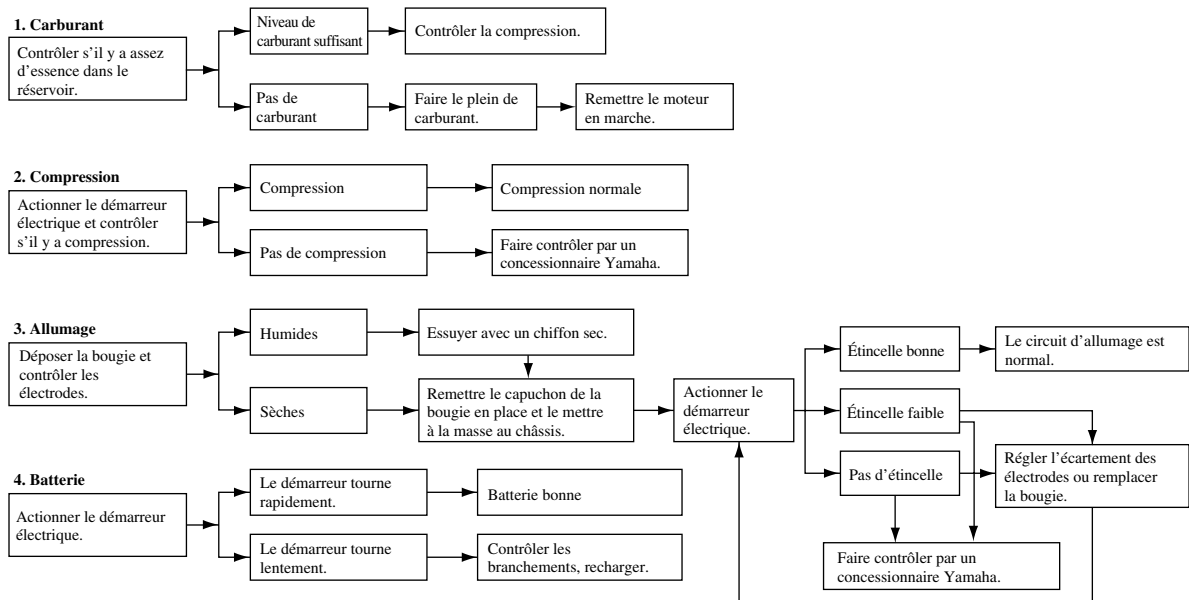 1. Carburant
Contrôler s’il y a assez
d’essence dans le
réservoir.
Niveau de
carburant suffisant
Contrôler la compression.
Pas de
carburant
Faire le plein de
carburant.
Remettre le moteur
en marche.
2. Compression
Actionner le démarreur
électrique et contrôler
s’il y a compression.
Compression
Compression normale
Pas de compression
Faire contrôler par un
concessionnaire Yamaha.
3. Allumage
Déposer la bougie et
contrôler les
électrodes.
Humides
Essuyer avec un chiffon sec.
Sèches
Remettre le capuchon de la
bougie en place et le mettre
à la masse au châssis.
Actionner le
démarreur
électrique.
Étincelle bonne
Le circuit d’allumage est
normal.
Étincelle faible
Pas d’étincelle
Régler l’écartement des
électrodes ou remplacer
la bougie.
Faire contrôler par un
concessionnaire Yamaha.
4. Batterie
Actionner le démarreur
électrique.
Le démarreur tourne
rapidement.
Batterie bonne
Le démarreur tourne
lentement.
Contrôler les
branchements, recharger.